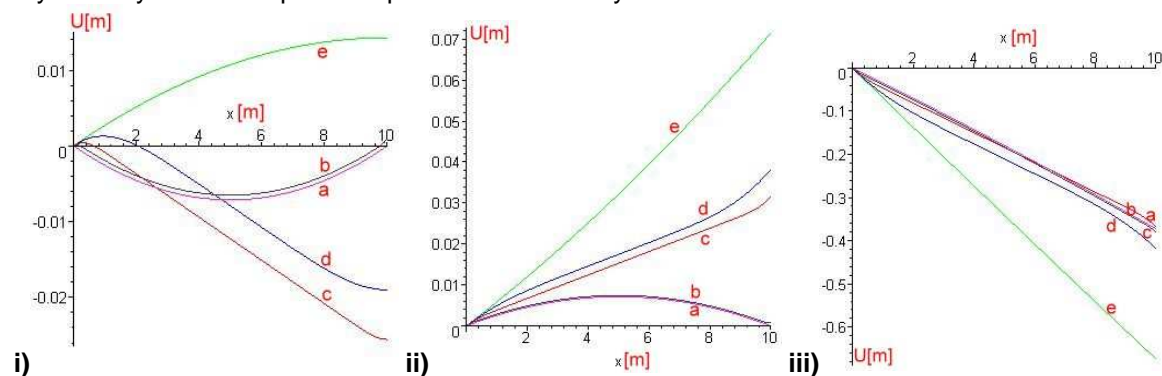 U[m]
0.01
0
-0.01
-0.02
x [m]
2 4 6 8 10
e
b
a
d
c
i)
U[m]
0.07
0.06
0.05
0.04
0.03
0.02
0.01
0
e
d
c
b
a
2 4 6 8 10
x [m]
ii)
x [m]
2 4 6 8 10
0
-0.1
-0.2
-0.3
-0.4
-0.5
-0.6
b a
d c
e
U[m]
iii)